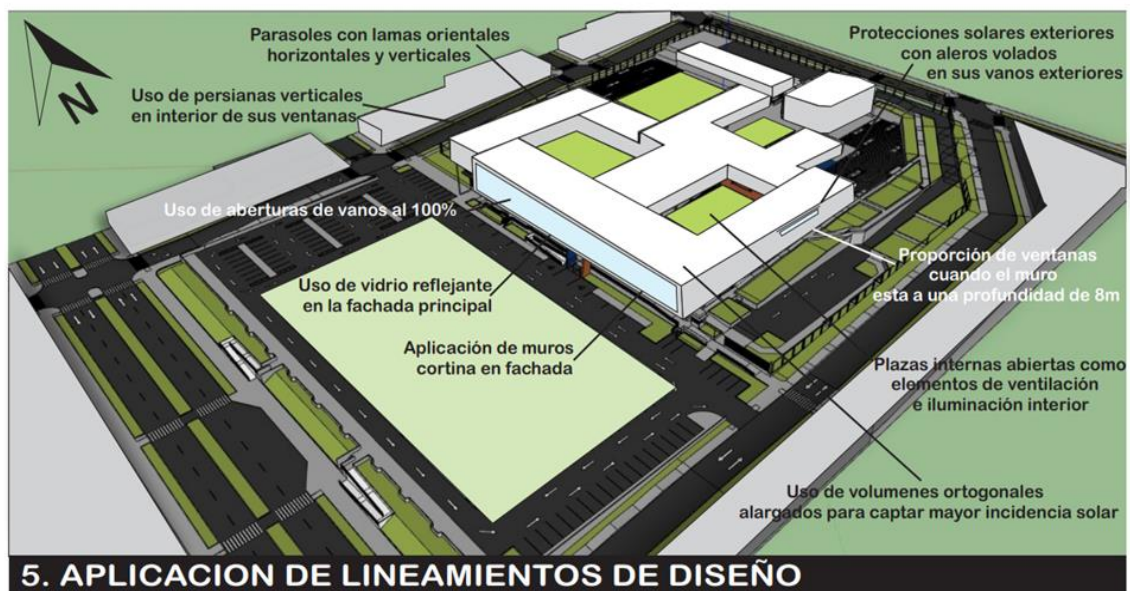 Parasoles con lamas orientales
horizontales y verticales
Protecciones solares exteriores
con aleros volados
en sus vanos exteriores
N
Uso de persianas verticales
en interior de sus ventanas
Uso de aberturas de vanos al 100%
Proporción de ventanas
cuando el muro
esta a una profundidad de 8m
Uso de vidrio reflejante
en la fachada principal
Aplicación de muros
cortina en fachada
Plazas internas abiertas como
elementos de ventilación
e iluminación interior
Uso de volumenes ortogonales
alargados para captar mayor incidencia solar
5. APLICACION DE LINEAMIENTOS DE DISEÑO